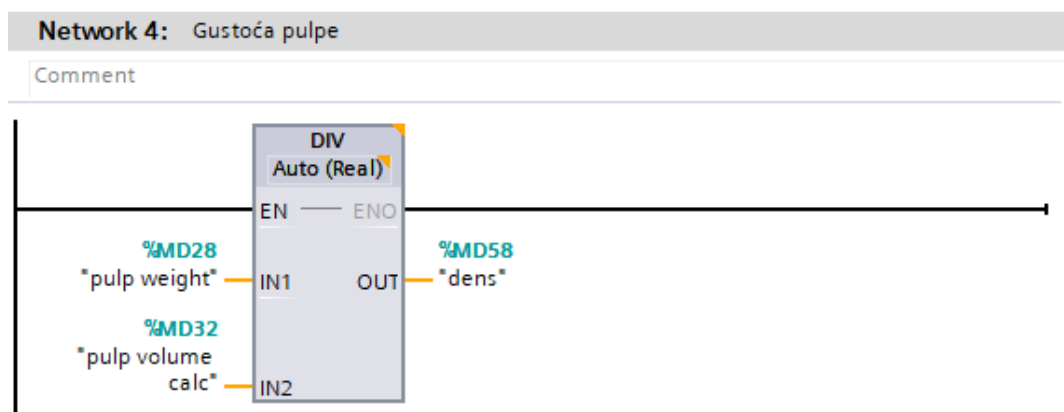 Network 4: Gustoća pulpe
Comment
DIV
Auto (Real)
EN ENO
%MD28
"pulp weight" IN1
%MD58
OUT "dens"
%MD32
"pulp volume
calc" IN2